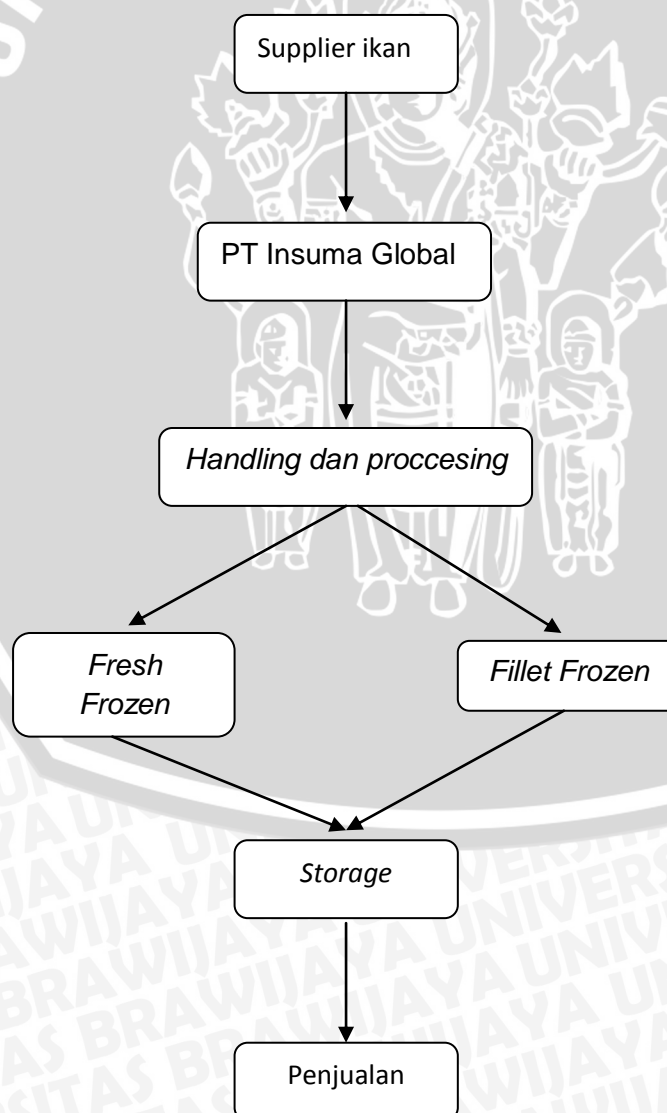 Supplier ikan
PT Insuma Global
Handling dan proccesing
Fresh
Frozen
Fillet Frozen
Storage
Penjualan